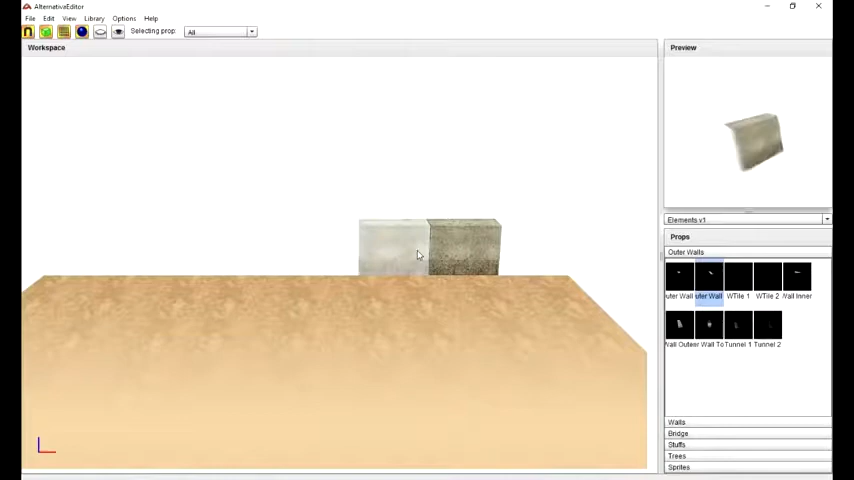 AlternativaEditor
File Edit View Library Options Help
Selecting prop: All
Workspace
Preview
Elements v1
Props
Outer Walls
uter Wall uter Wall WTile 1 WTile 2 Wall Inner
Wall Outer Wall To Tunnel 1 Tunnel 2
Walls
Bridge
Stuffs
Trees
Sprites